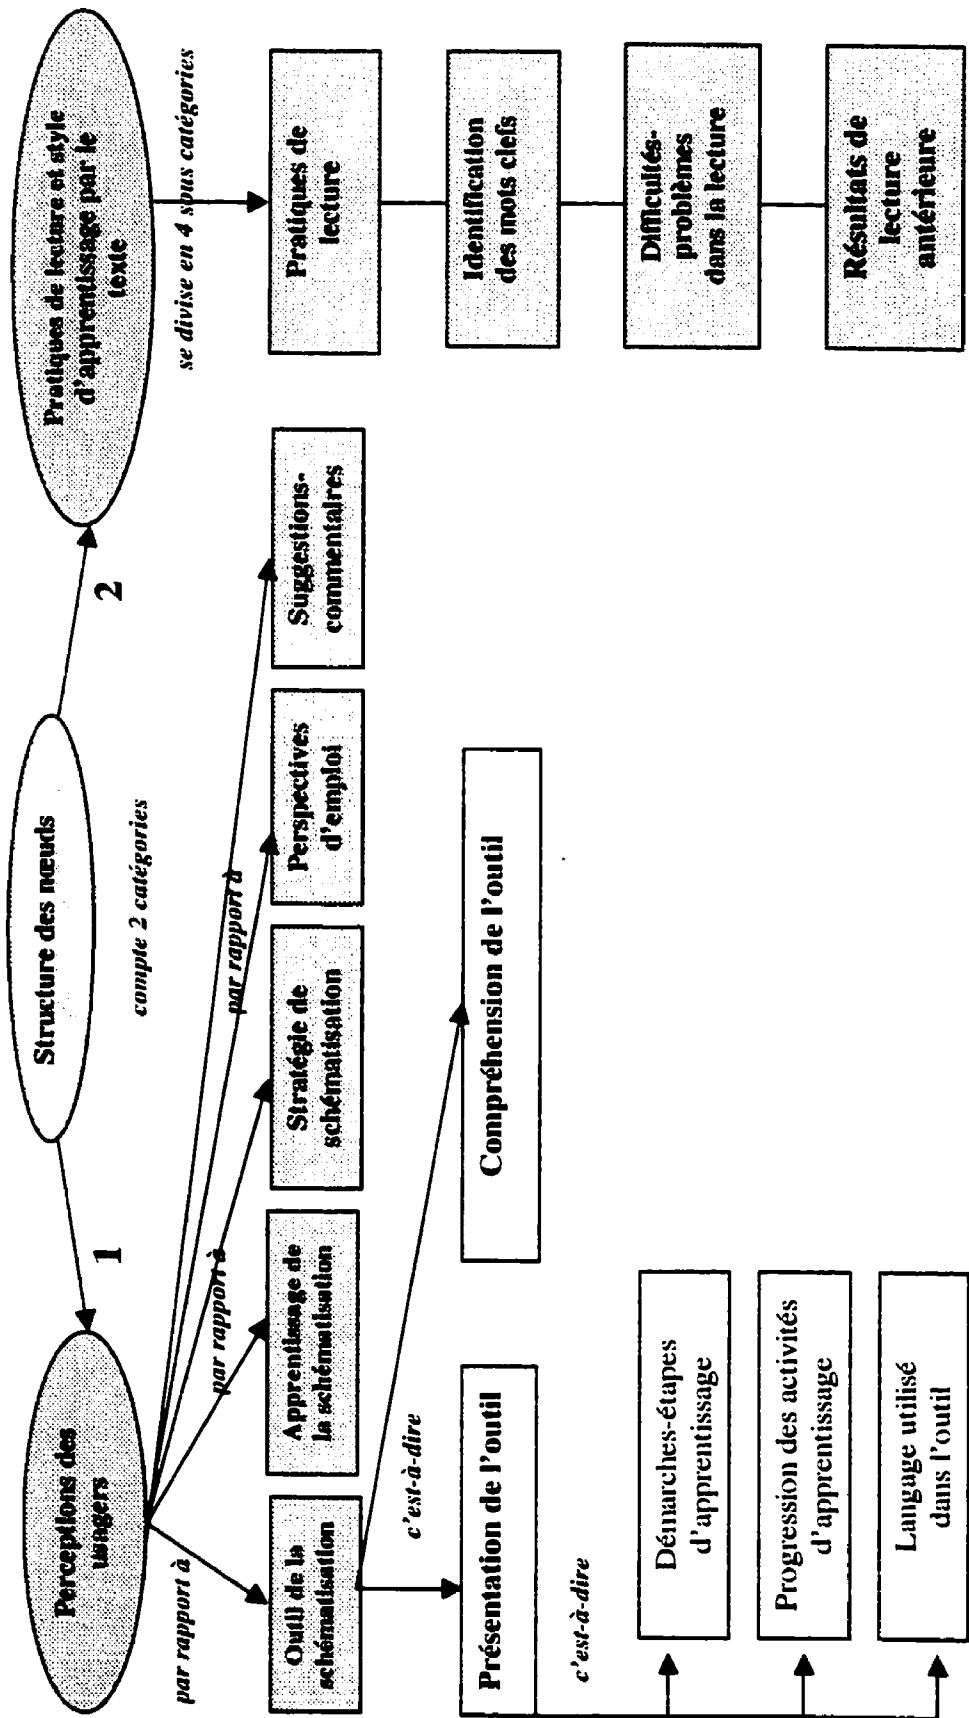 Structure des nœuds
compte 2 catégories
1
2
Perceptions des
usagers
Pratiques de lecture et style
d'apprentissage par le
texte
par rapport à
par rapport à
par rapport à
se divise en 4 sous catégories
Outil de la
schématisation
Apprentissage de
la schématisation
Stratégie de
schématisation
Perspectives
d'emploi
Suggestions-
commentaires
Pratiques de
lecture
Identification
des mots clefs
Difficultés-
problèmes
dans la lecture
Résultats de
lecture
antérieure
c'est-à-dire
Présentation de l'outil
Compréhension de l'outil
c'est-à-dire
Démarches-étapes
d'apprentissage
Progression des activités
d'apprentissage
Langage utilisé
dans l'outil